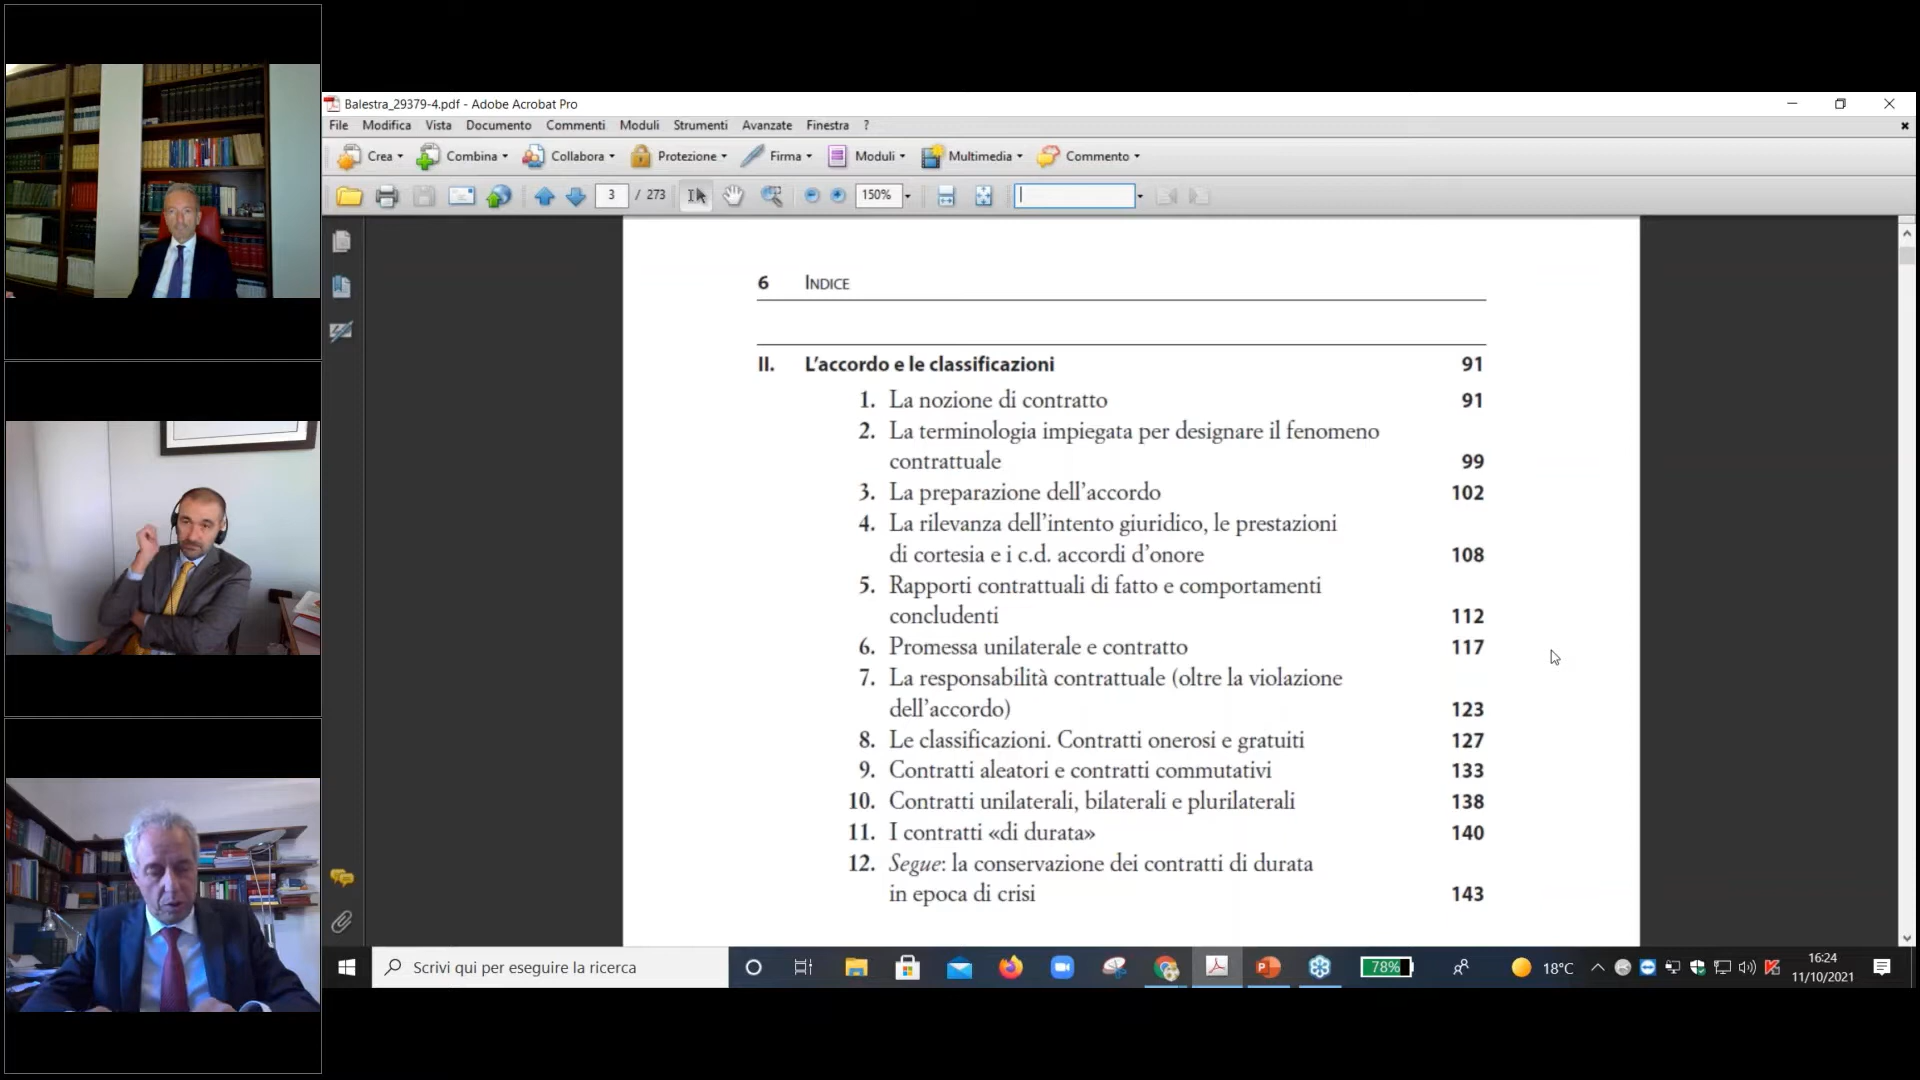 Balestra_29379-4.pdf - Adobe Acrobat Pro
File Modifica Vista Documento Commenti Moduli Strumenti Avanzate Finestra ?
Crea Combina Collabora Protezione Firma Moduli Multimedia Commento
3 / 273 150%
6 INDICE
II. L'accordo e le classificazioni 91
1. La nozione di contratto 91
2. La terminologia impiegata per designare il fenomeno
contrattuale 99
3. La preparazione dell'accordo 102
4. La rilevanza dell'intento giuridico, le prestazioni
di cortesia e i c.d. accordi d'onore 108
5. Rapporti contrattuali di fatto e comportamenti
concludenti 112
6. Promessa unilaterale e contratto 117
7. La responsabilità contrattuale (oltre la violazione
dell'accordo) 123
8. Le classificazioni. Contratti onerosi e gratuiti 127
9. Contratti aleatori e contratti commutativi 133
10. Contratti unilaterali, bilaterali e plurilaterali 138
11. I contratti «di durata» 140
12. Segue: la conservazione dei contratti di durata
in epoca di crisi 143
Scrivi qui per eseguire la ricerca 78% 18°C 16:24
11/10/2021